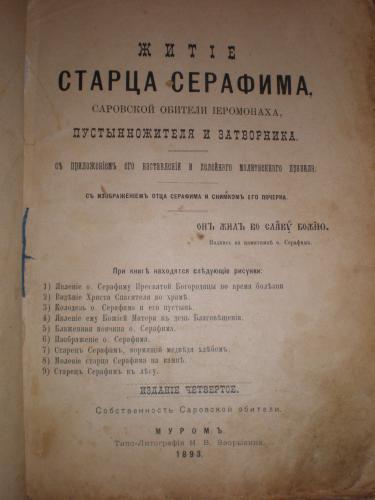 ЖИТІЕ
СТАРЦА СЕРАФИМА,
САРОВСКОЙ ОБИТЕЛИ ІЕРОМОНАХА,
ПУСТЫННОЖИТЕЛЯ И ЗАТВОРНИКА.
съ приложеніемъ его наставленій и келейнаго молитвеннаго правила;
СЪ ИЗОБРАЖЕНІЕМЪ ОТЦА СЕРАФИМА И СНИМКОМЪ ЕГО ПОЧЕРКА.
ОНЪ ЖИЛЪ ВО СЛАВУ БОЖІЮ.
Надпись на памятникѣ о. Серафима.
При книгѣ находятся слѣдующіе рисунки:
1) Явленіе о. Серафиму Пресвятой Богородицы во время болѣзни
2) Видѣніе Христа Спасителя во храмѣ.
3) Колодезь о. Серафима и его пустынь.
4) Явленіе ему Божіей Матери въ день Благовѣщенія.
5) Блаженная кончина о. Серафима.
6) Изображеніе о. Серафима.
7) Старецъ Серафимъ, кормящій медвѣдя хлѣбомъ.
8) Моленіе старца Серафима на камнѣ.
9) Старецъ Серафимъ въ лѣсу.
ИЗДАНІЕ ЧЕТВЕРТОЕ.
Собственность Саровской обители.
МУРОМЪ.
Типо-Литографія Н. В. Зворыкина.
1893.